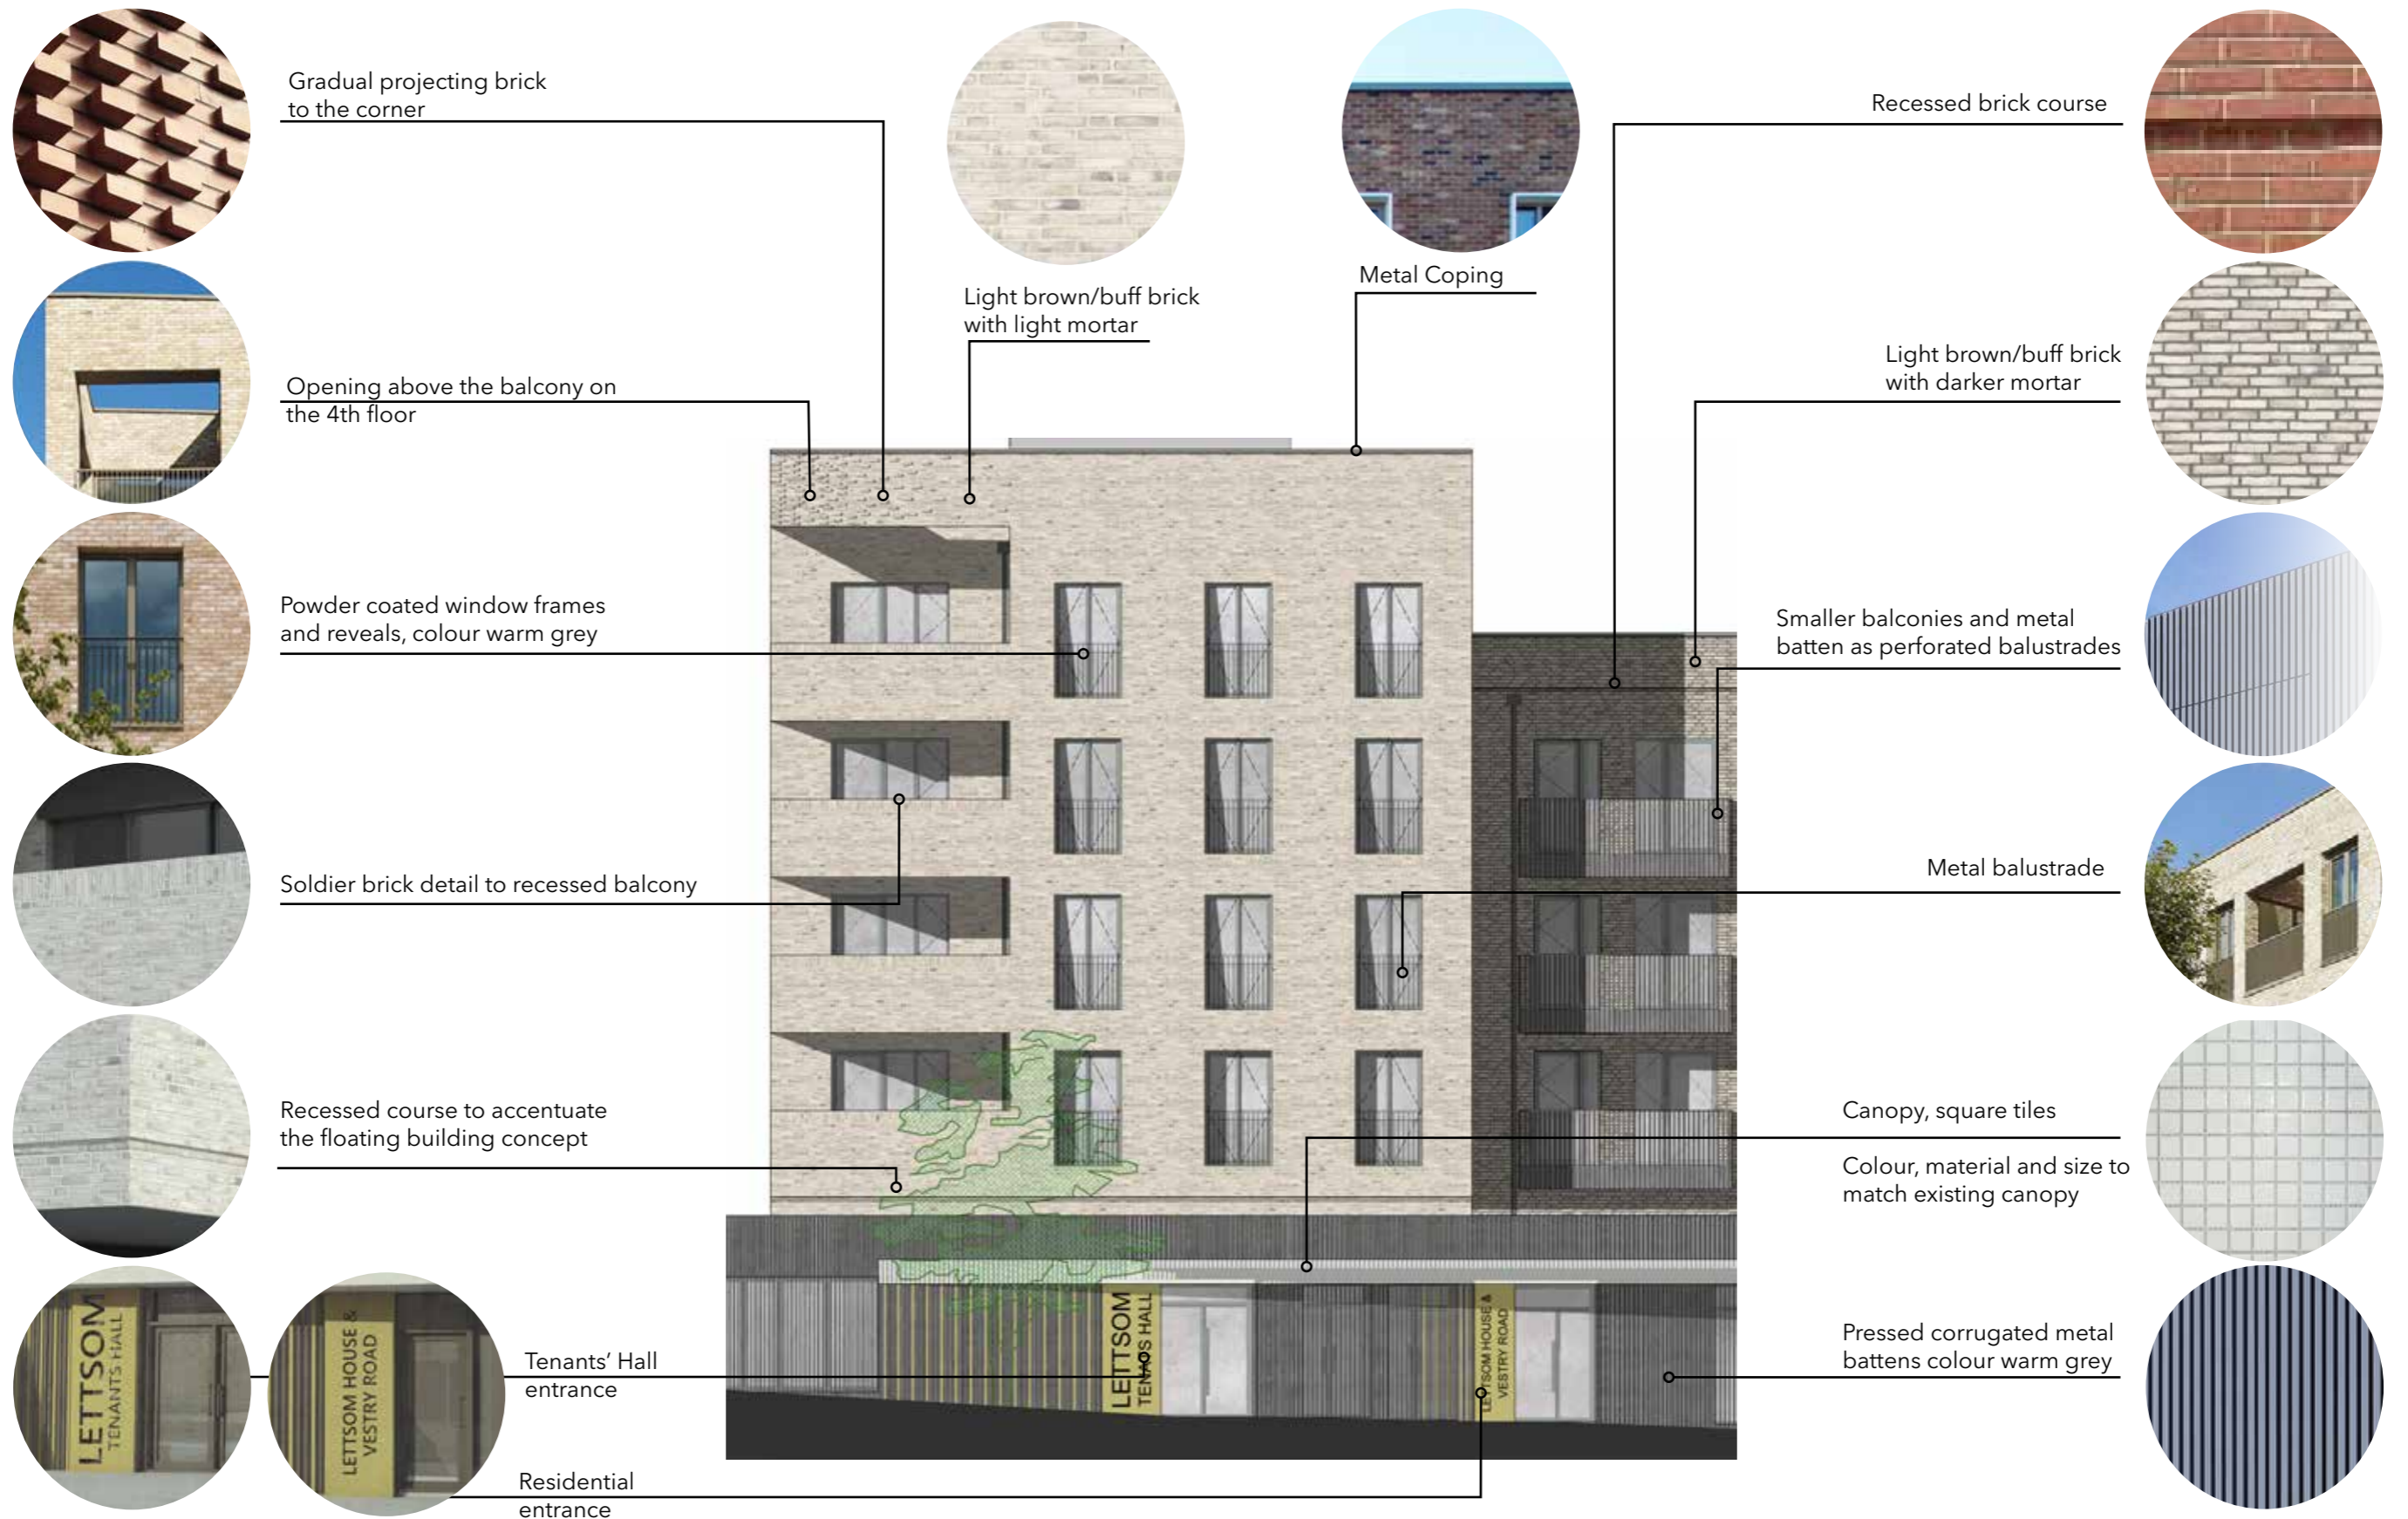 Gradual projecting brick
to the corner
Light brown/buff brick
with light mortar
Metal Coping
Recessed brick course
Opening above the balcony on
the 4th floor
Light brown/buff brick
with darker mortar
Powder coated window frames
and reveals, colour warm grey
Smaller balconies and metal
batten as perforated balustrades
Soldier brick detail to recessed balcony
Metal balustrade
Recessed course to accentuate
the floating building concept
Canopy, square tiles
Colour, material and size to
match existing canopy
LETTSOM
TENANTS HALL
LETTSOM HOUSE &
VESTRY ROAD
Tenants' Hall
entrance
Residential
entrance
LETTSOM
TENANTS HALL
LETTSOM HOUSE &
VESTRY ROAD
Pressed corrugated metal
battens colour warm grey